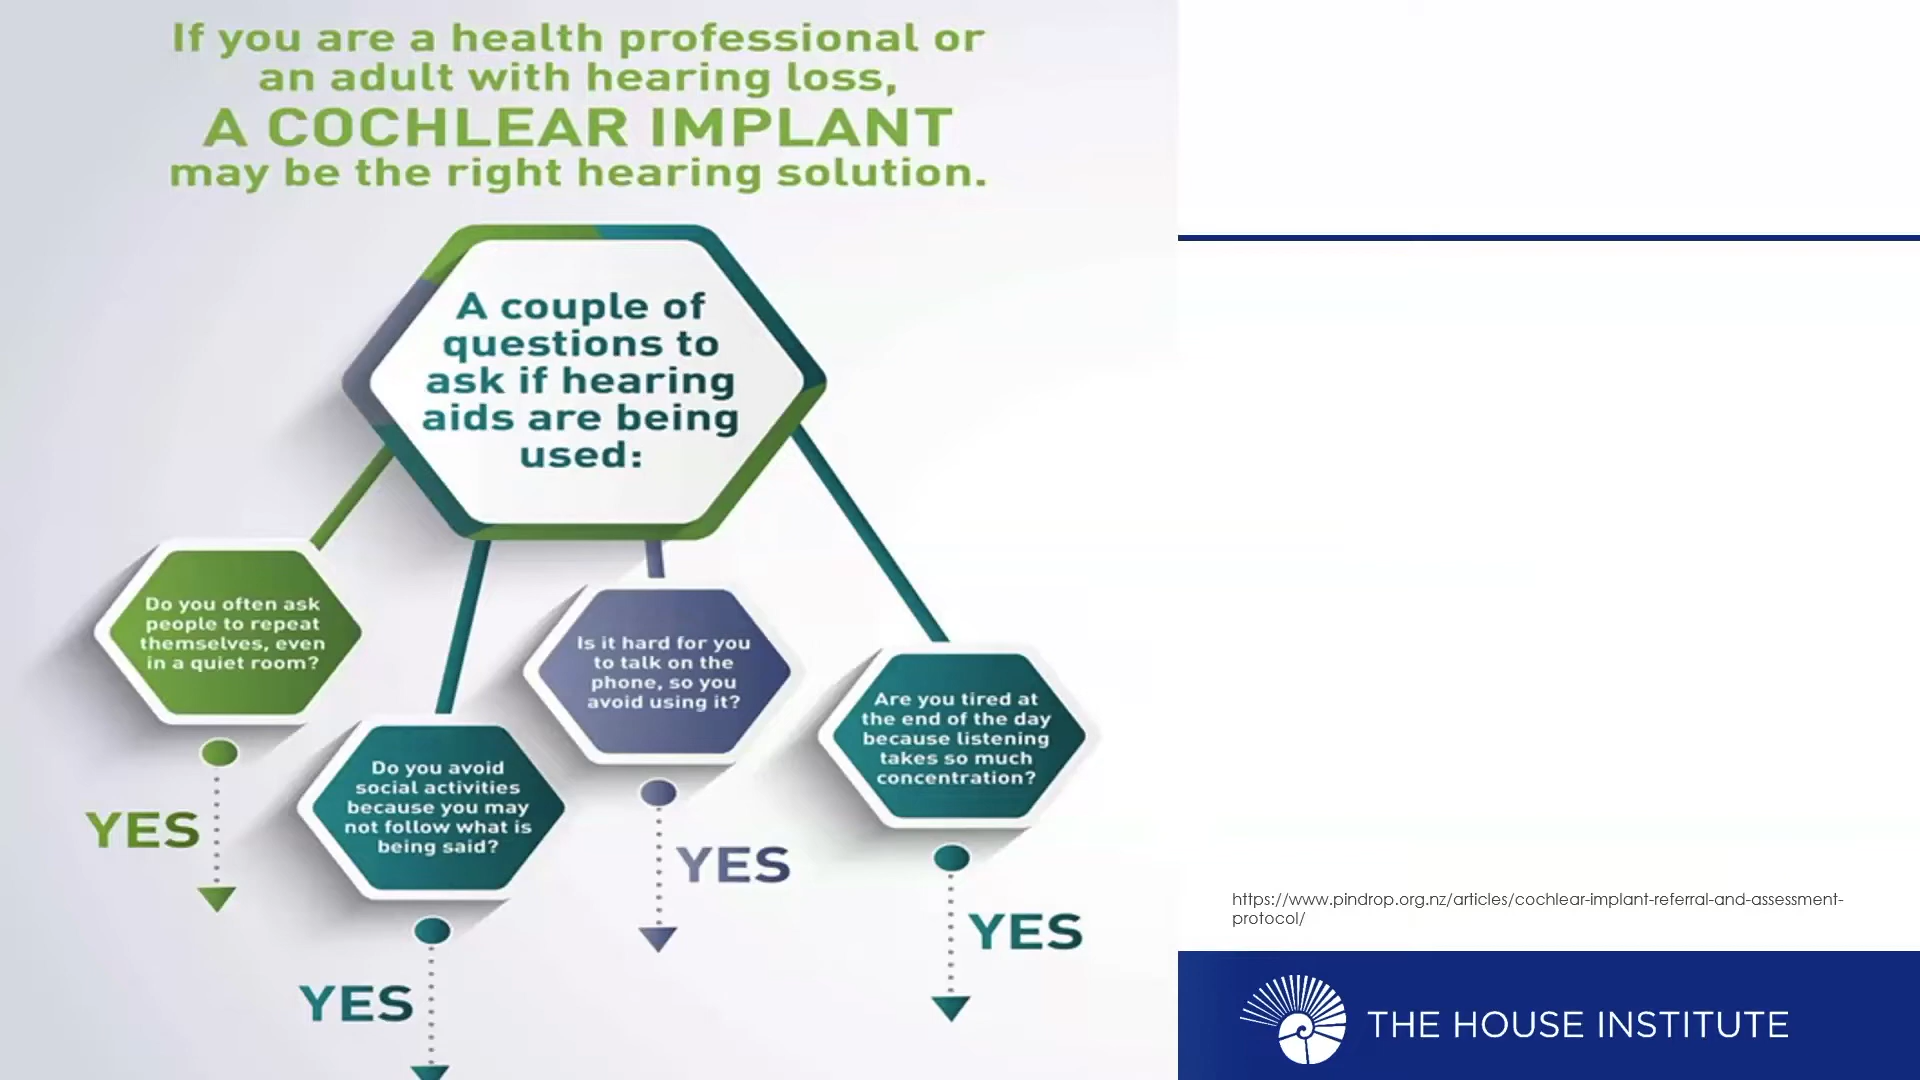 If you are a health professional or
an adult with hearing loss,
A COCHLEAR IMPLANT
may be the right hearing solution.
A couple of
questions to
ask if hearing
aids are being
used:
Do you often ask
people to repeat
themselves, even
in a quiet room?
YES
Do you avoid
social activities
because you may
not follow what is
being said?
YES
Is it hard for you
to talk on the
phone, so you
avoid using it?
YES
Are you tired at
the end of the day
because listening
takes so much
concentration?
YES
https://www.pindrop.org.nz/articles/cochlear-implant-referral-and-assessment-
protocol/
THE HOUSE INSTITUTE